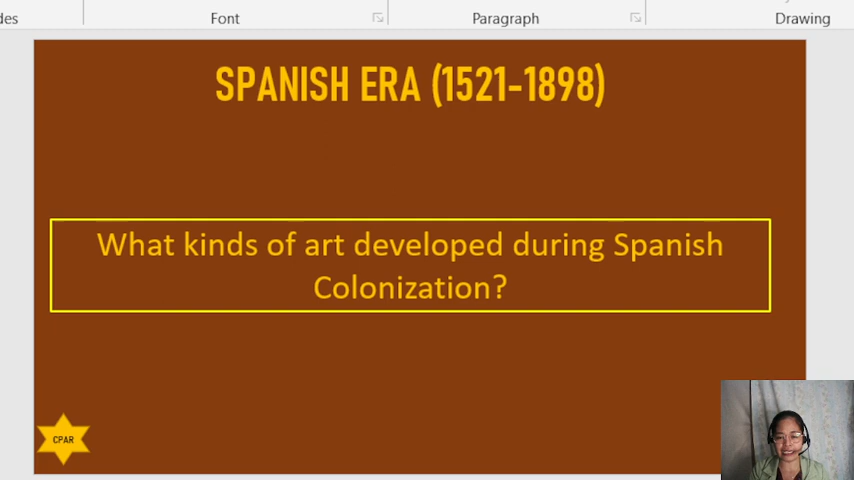 des Font Paragraph Drawing
SPANISH ERA (1521-1898)
What kinds of art developed during Spanish
Colonization?
CPAR